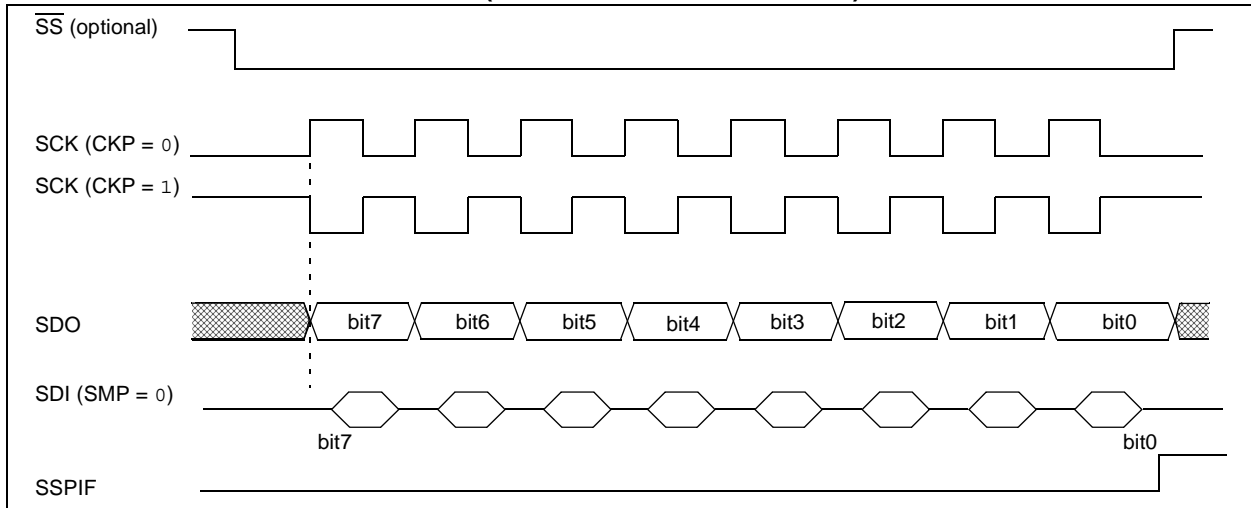 SS (optional)
SCK (CKP = 0)
SCK (CKP = 1)
SDO bit7 bit6 bit5 bit4 bit3 bit2 bit1 bit0
SDI (SMP = 0)
bit7 bit0
SSPIF